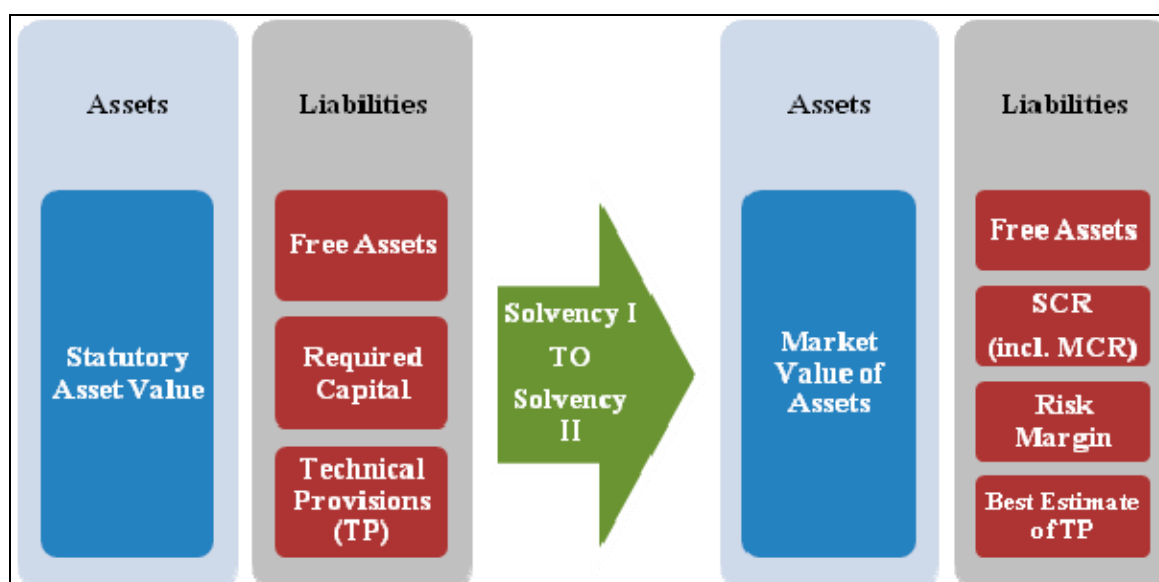 Assets
Liabilities
Statutory
Asset Value
Free Assets
Required
Capital
Technical
Provisions
(TP)
Solvency I
TO
Solvency
II
Assets
Liabilities
Market
Value of
Assets
Free Assets
SCR
(incl. MCR)
Risk
Margin
Best Estimate
of TP